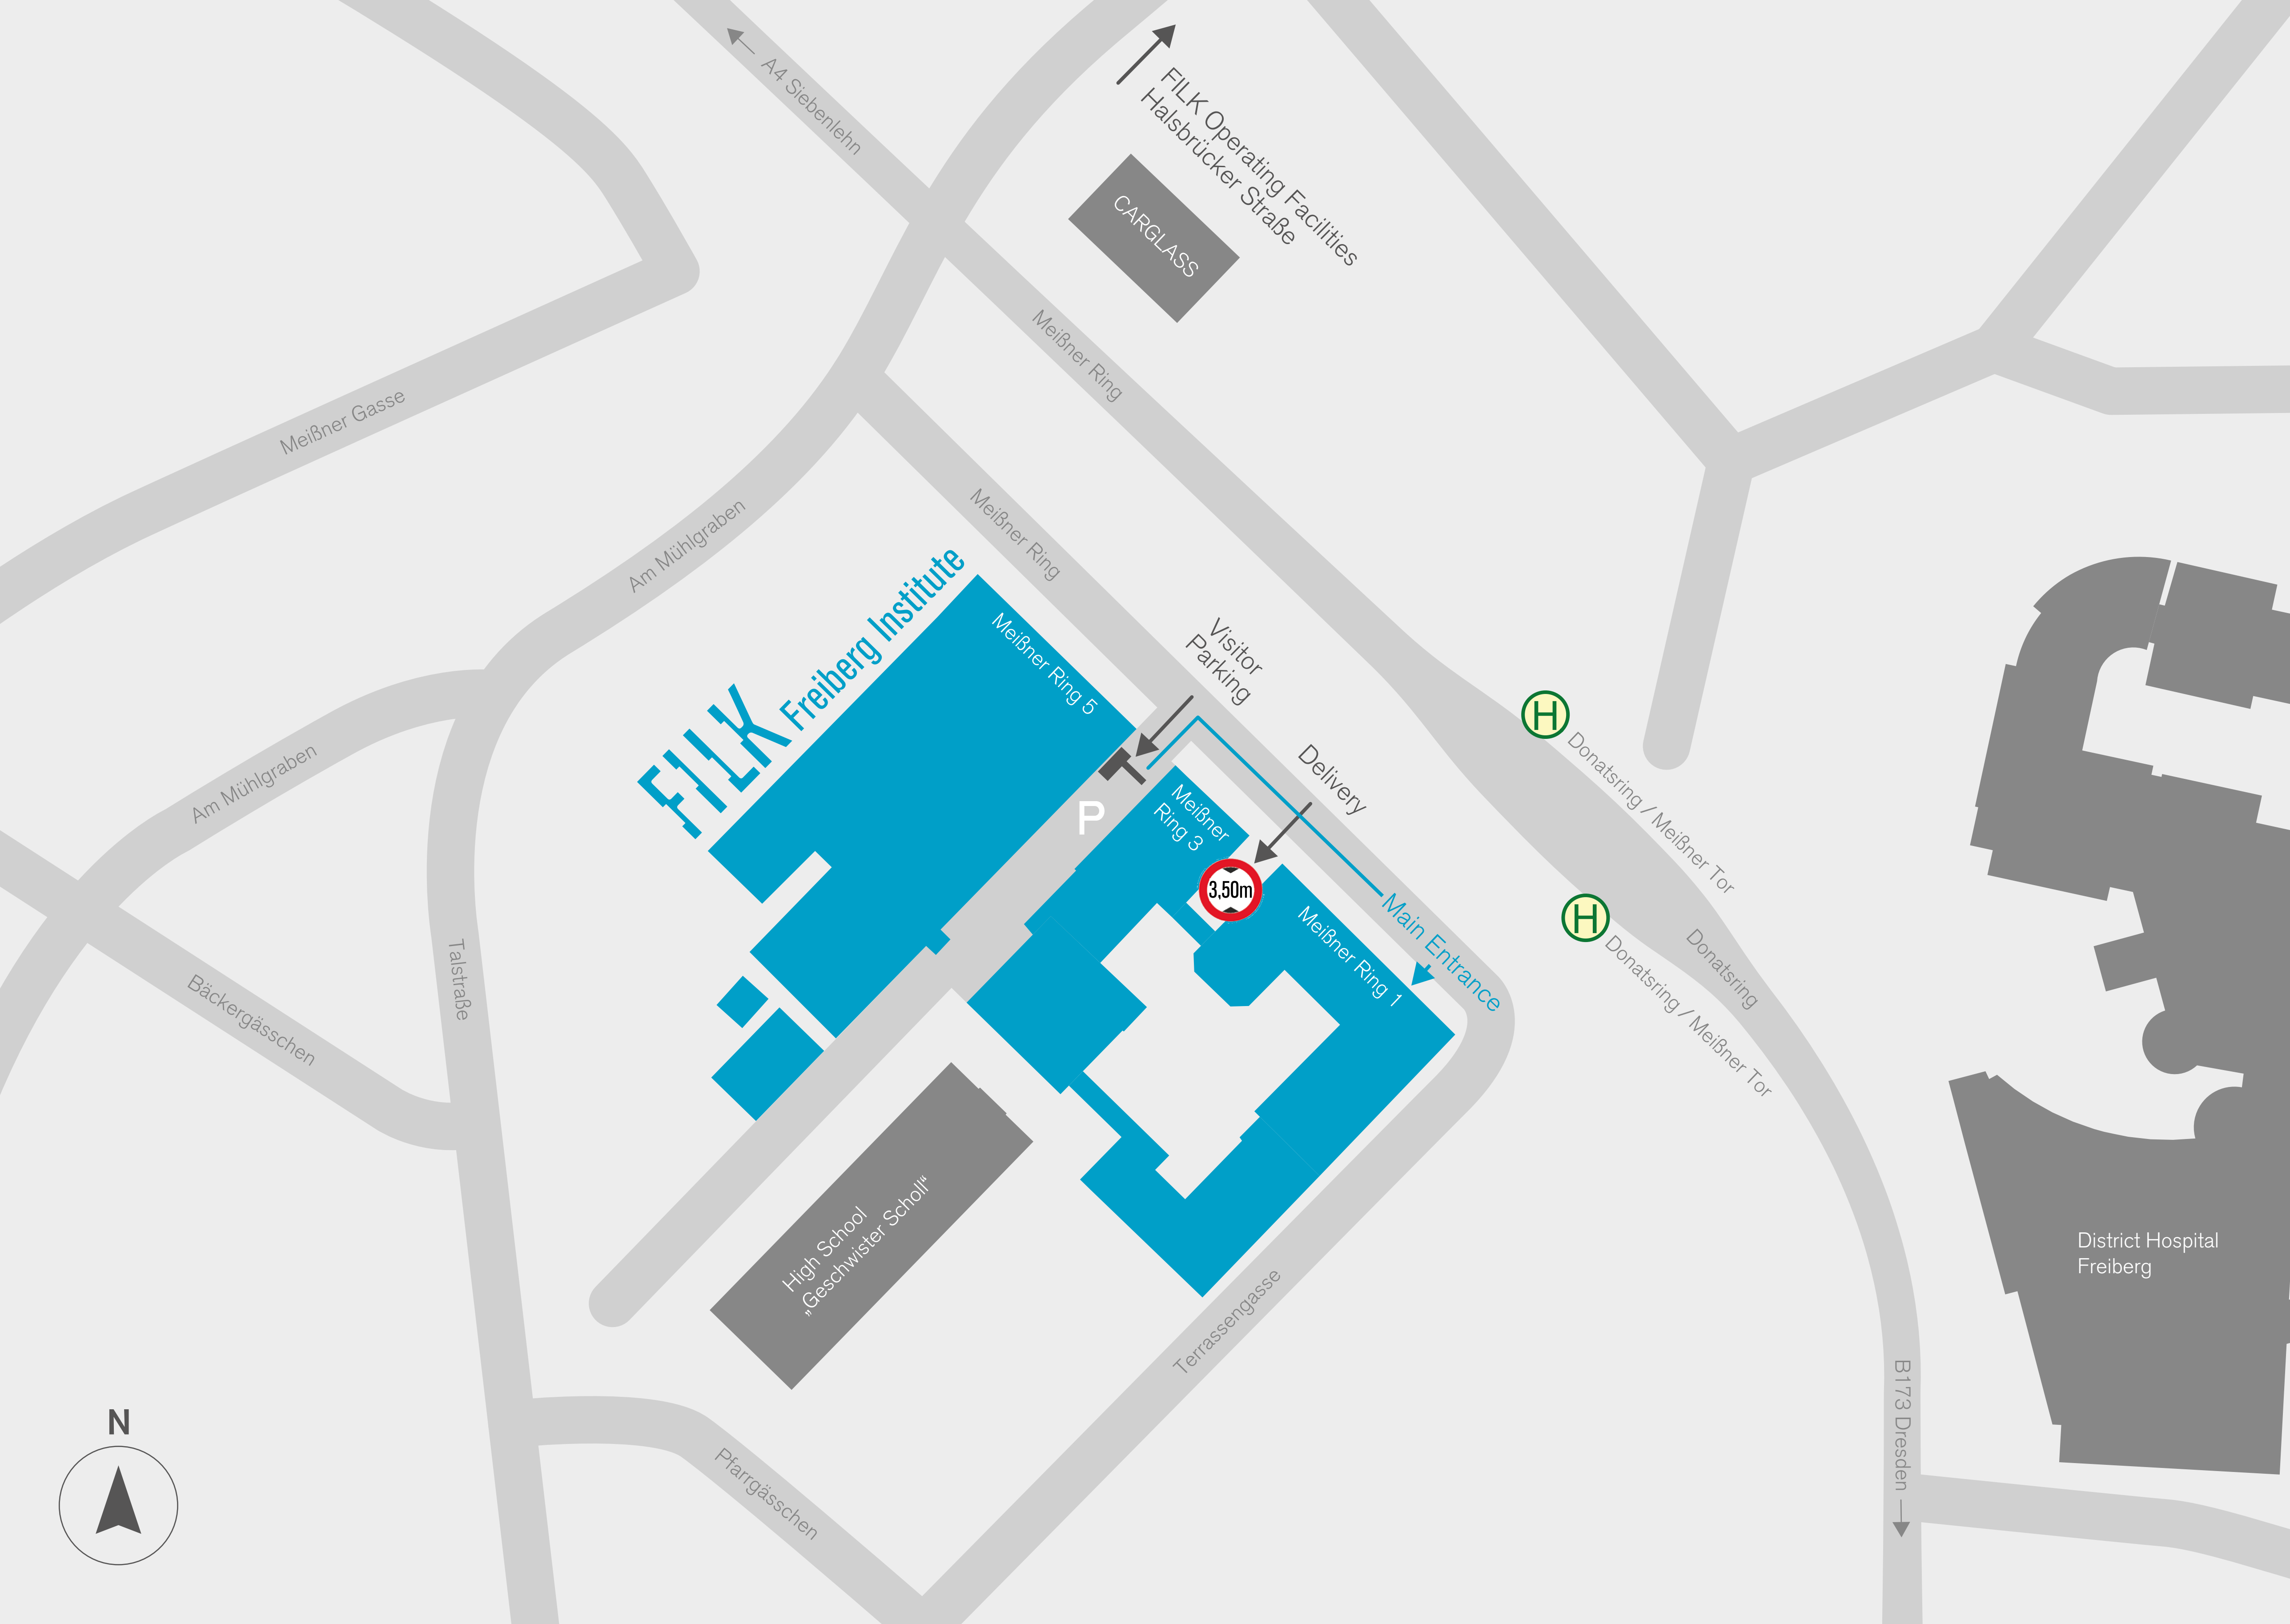 A4 Siebenlehn
FILK Operating Facilities
Halsbrücker Straße
CARGLASS
Meißner Ring
Meißner Gasse
Meißner Ring
Am Mühlgraben
FILK Freiberg Institute
Meißner Ring 5
Visitor
Parking
Delivery
P
Meißner
Ring 3
3,50m
Meißner Ring 1
Main Entrance
H
Donatsring / Meißner Tor
H
Donatsring / Meißner Tor
Donatsring
Am Mühlgraben
Talstraße
Bäckergässchen
High School
„Geschwister Scholl“
Terrassengasse
District Hospital
Freiberg
B173 Dresden
Pfarrgässchen
N